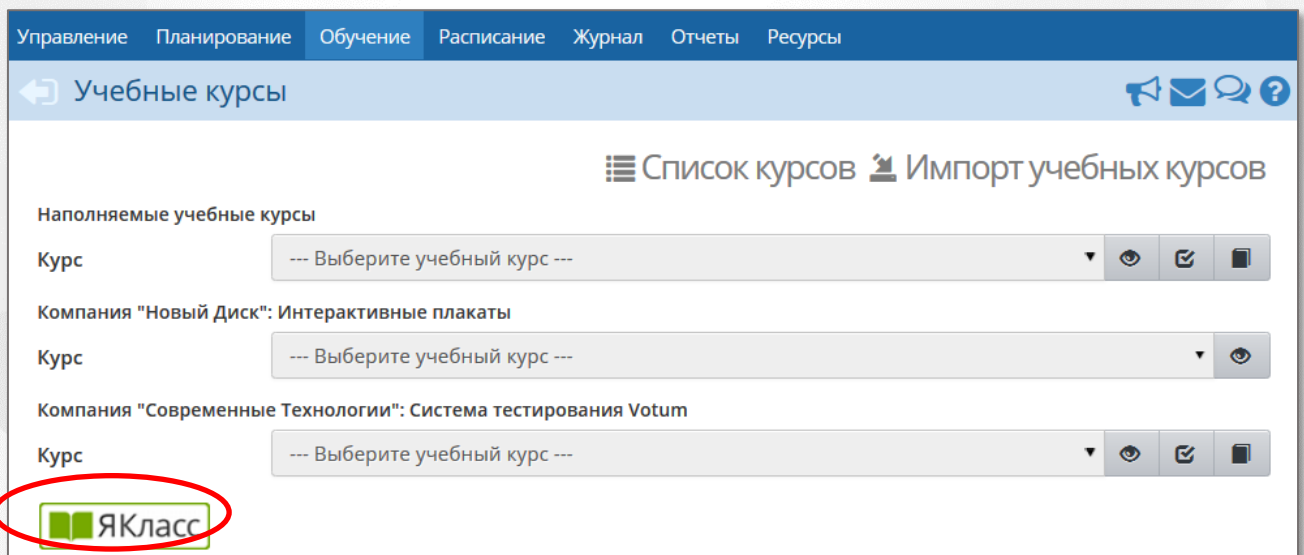 Управление Планирование Обучение Расписание Журнал Отчеты Ресурсы
Учебные курсы
Список курсов Импорт учебных курсов
Наполняемые учебные курсы
Курс --- Выберите учебный курс ---
Компания "Новый Диск": Интерактивные плакаты
Курс --- Выберите учебный курс ---
Компания "Современные Технологии": Система тестирования Votum
Курс --- Выберите учебный курс ---
ЯКласс